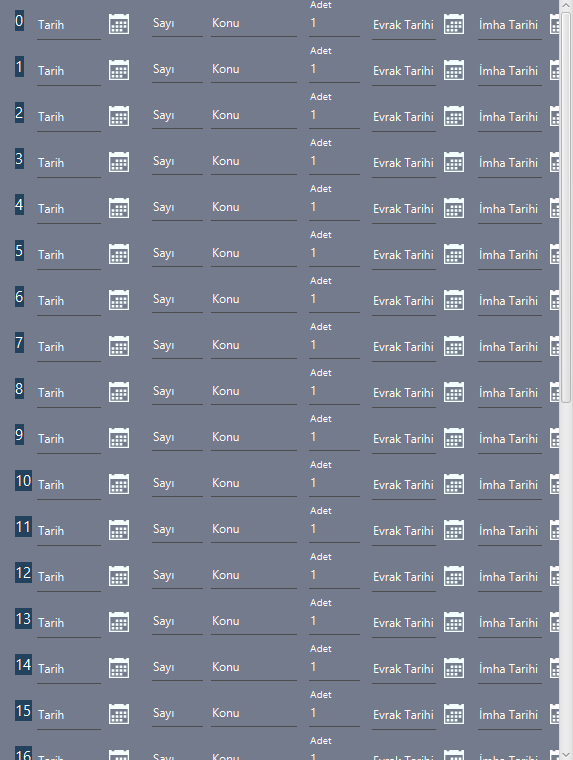 Adet
0 Tarih Sayı Konu 1 Evrak Tarihi İmha Tarihi
Adet
1 Tarih Sayı Konu 1 Evrak Tarihi İmha Tarihi
Adet
2 Tarih Sayı Konu 1 Evrak Tarihi İmha Tarihi
Adet
3 Tarih Sayı Konu 1 Evrak Tarihi İmha Tarihi
Adet
4 Tarih Sayı Konu 1 Evrak Tarihi İmha Tarihi
Adet
5 Tarih Sayı Konu 1 Evrak Tarihi İmha Tarihi
Adet
6 Tarih Sayı Konu 1 Evrak Tarihi İmha Tarihi
Adet
7 Tarih Sayı Konu 1 Evrak Tarihi İmha Tarihi
Adet
8 Tarih Sayı Konu 1 Evrak Tarihi İmha Tarihi
Adet
9 Tarih Sayı Konu 1 Evrak Tarihi İmha Tarihi
Adet
10 Tarih Sayı Konu 1 Evrak Tarihi İmha Tarihi
Adet
11 Tarih Sayı Konu 1 Evrak Tarihi İmha Tarihi
Adet
12 Tarih Sayı Konu 1 Evrak Tarihi İmha Tarihi
Adet
13 Tarih Sayı Konu 1 Evrak Tarihi İmha Tarihi
Adet
14 Tarih Sayı Konu 1 Evrak Tarihi İmha Tarihi
Adet
15 Tarih Sayı Konu 1 Evrak Tarihi İmha Tarihi
Adet
16 Tarih Sayı Konu Evrak Tarihi İmha Tarihi